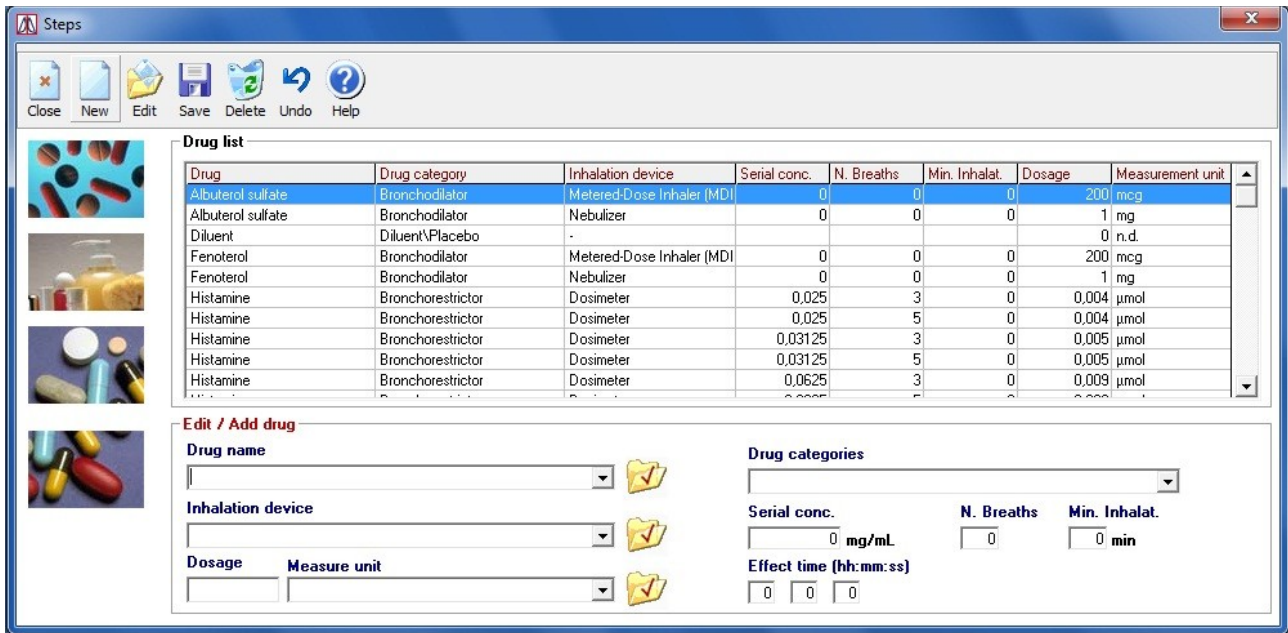 Steps
Close New Edit Save Delete Undo Help
Drug list
Drug Drug category Inhalation device Serial conc. N. Breaths Min. Inhalat. Dosage Measurement unit
Albuterol sulfate Bronchodilator Metered-Dose Inhaler (MDI 0 0 0 200 mcg
Albuterol sulfate Bronchodilator Nebulizer 0 0 0 1 mg
Diluent Diluent\Placebo - 0 n.d.
Fenoterol Bronchodilator Metered-Dose Inhaler (MDI 0 0 0 200 mcg
Fenoterol Bronchodilator Nebulizer 0 0 0 1 mg
Histamine Bronchorestrictor Dosimeter 0,025 3 0 0,004 µmol
Histamine Bronchorestrictor Dosimeter 0,025 5 0 0,004 µmol
Histamine Bronchorestrictor Dosimeter 0,03125 3 0 0,005 µmol
Histamine Bronchorestrictor Dosimeter 0,03125 5 0 0,005 µmol
Histamine Bronchorestrictor Dosimeter 0,0625 3 0 0,009 µmol
Edit / Add drug
Drug name Drug categories
Inhalation device Serial conc. N. Breaths Min. Inhalat.
0 mg/mL 0 0 min
Dosage Measure unit Effect time (hh:mm:ss)
0 0 0